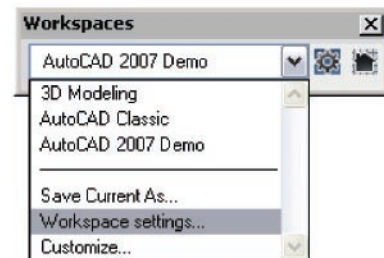 Workspaces
AutoCAD 2007 Demo
3D Modeling
AutoCAD Classic
AutoCAD 2007 Demo
Save Current As...
Workspace settings...
Customize...